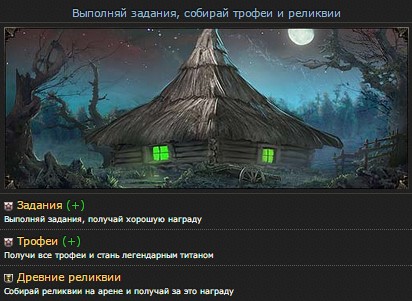 Выполняй задания, собирай трофеи и реликвии
Задания (+)
Выполняй задания, получай хорошую награду
Трофеи (+)
Получи все трофеи и стань легендарным титаном
Древние реликвии
Собирай реликвии на арене и получай за это награду